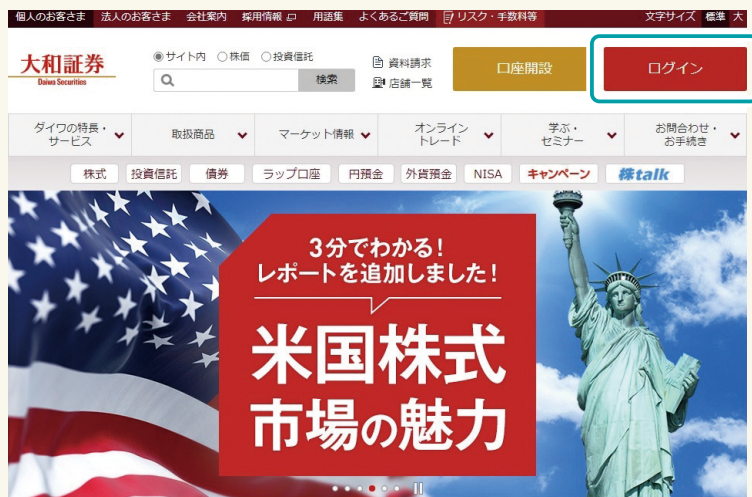 個人のお客さま 法人のお客さま 会社案内 採用情報 用語集 よくあるご質問 リスク・手数料等 文字サイズ 標準 大
大和証券
Daiwa Securities
サイト内 株価 投資信託
検索
資料請求
店舗一覧
口座開設
ログイン
ダイワの特長・
サービス
取扱商品
マーケット情報
オンライン
トレード
学ぶ・
セミナー
お問合わせ・
お手続き
株式 投資信託 債券 ラップ口座 円預金 外貨預金 NISA キャンペーン 株talk
3分でわかる!
レポートを追加しました!
米国株式
市場の魅力